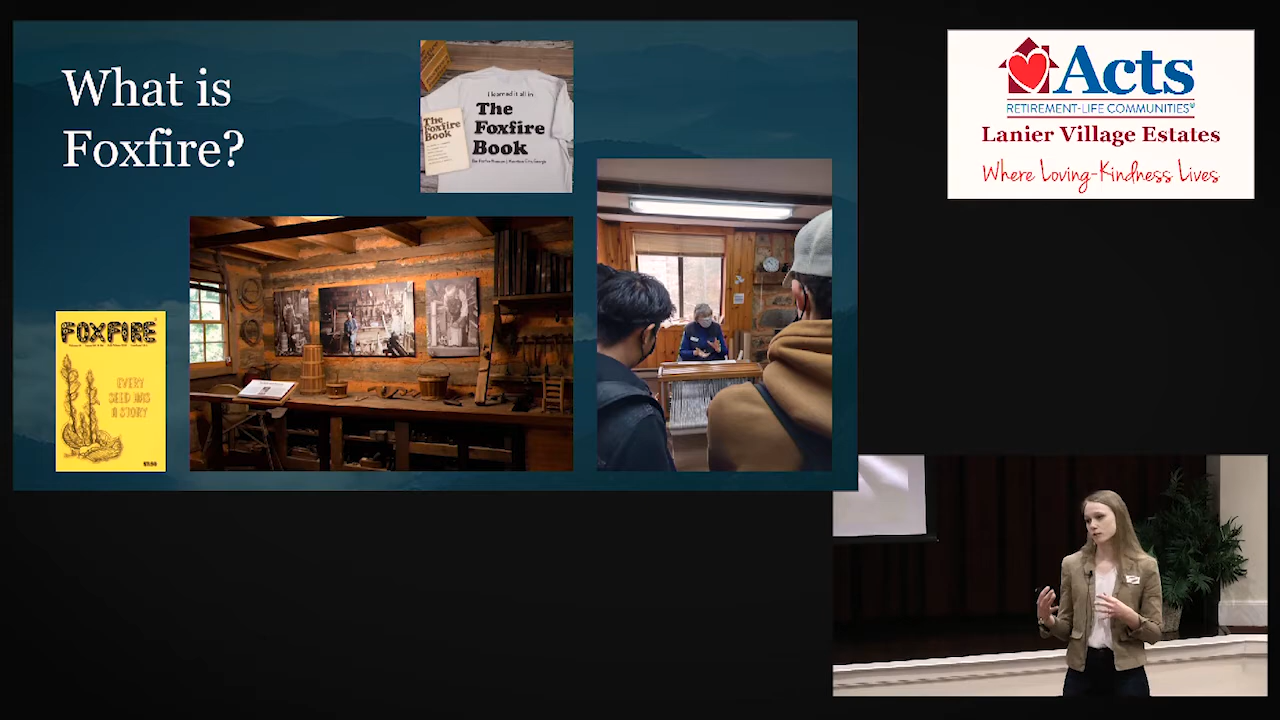 What is
Foxfire?
I learned it all in
The
Foxfire
Book
The
Foxfire
Book
FOXFIRE
EVERY
SEED HAS
A STORY
Acts
RETIREMENT-LIFE COMMUNITIES®
Lanier Village Estates
Where Loving-Kindness Lives